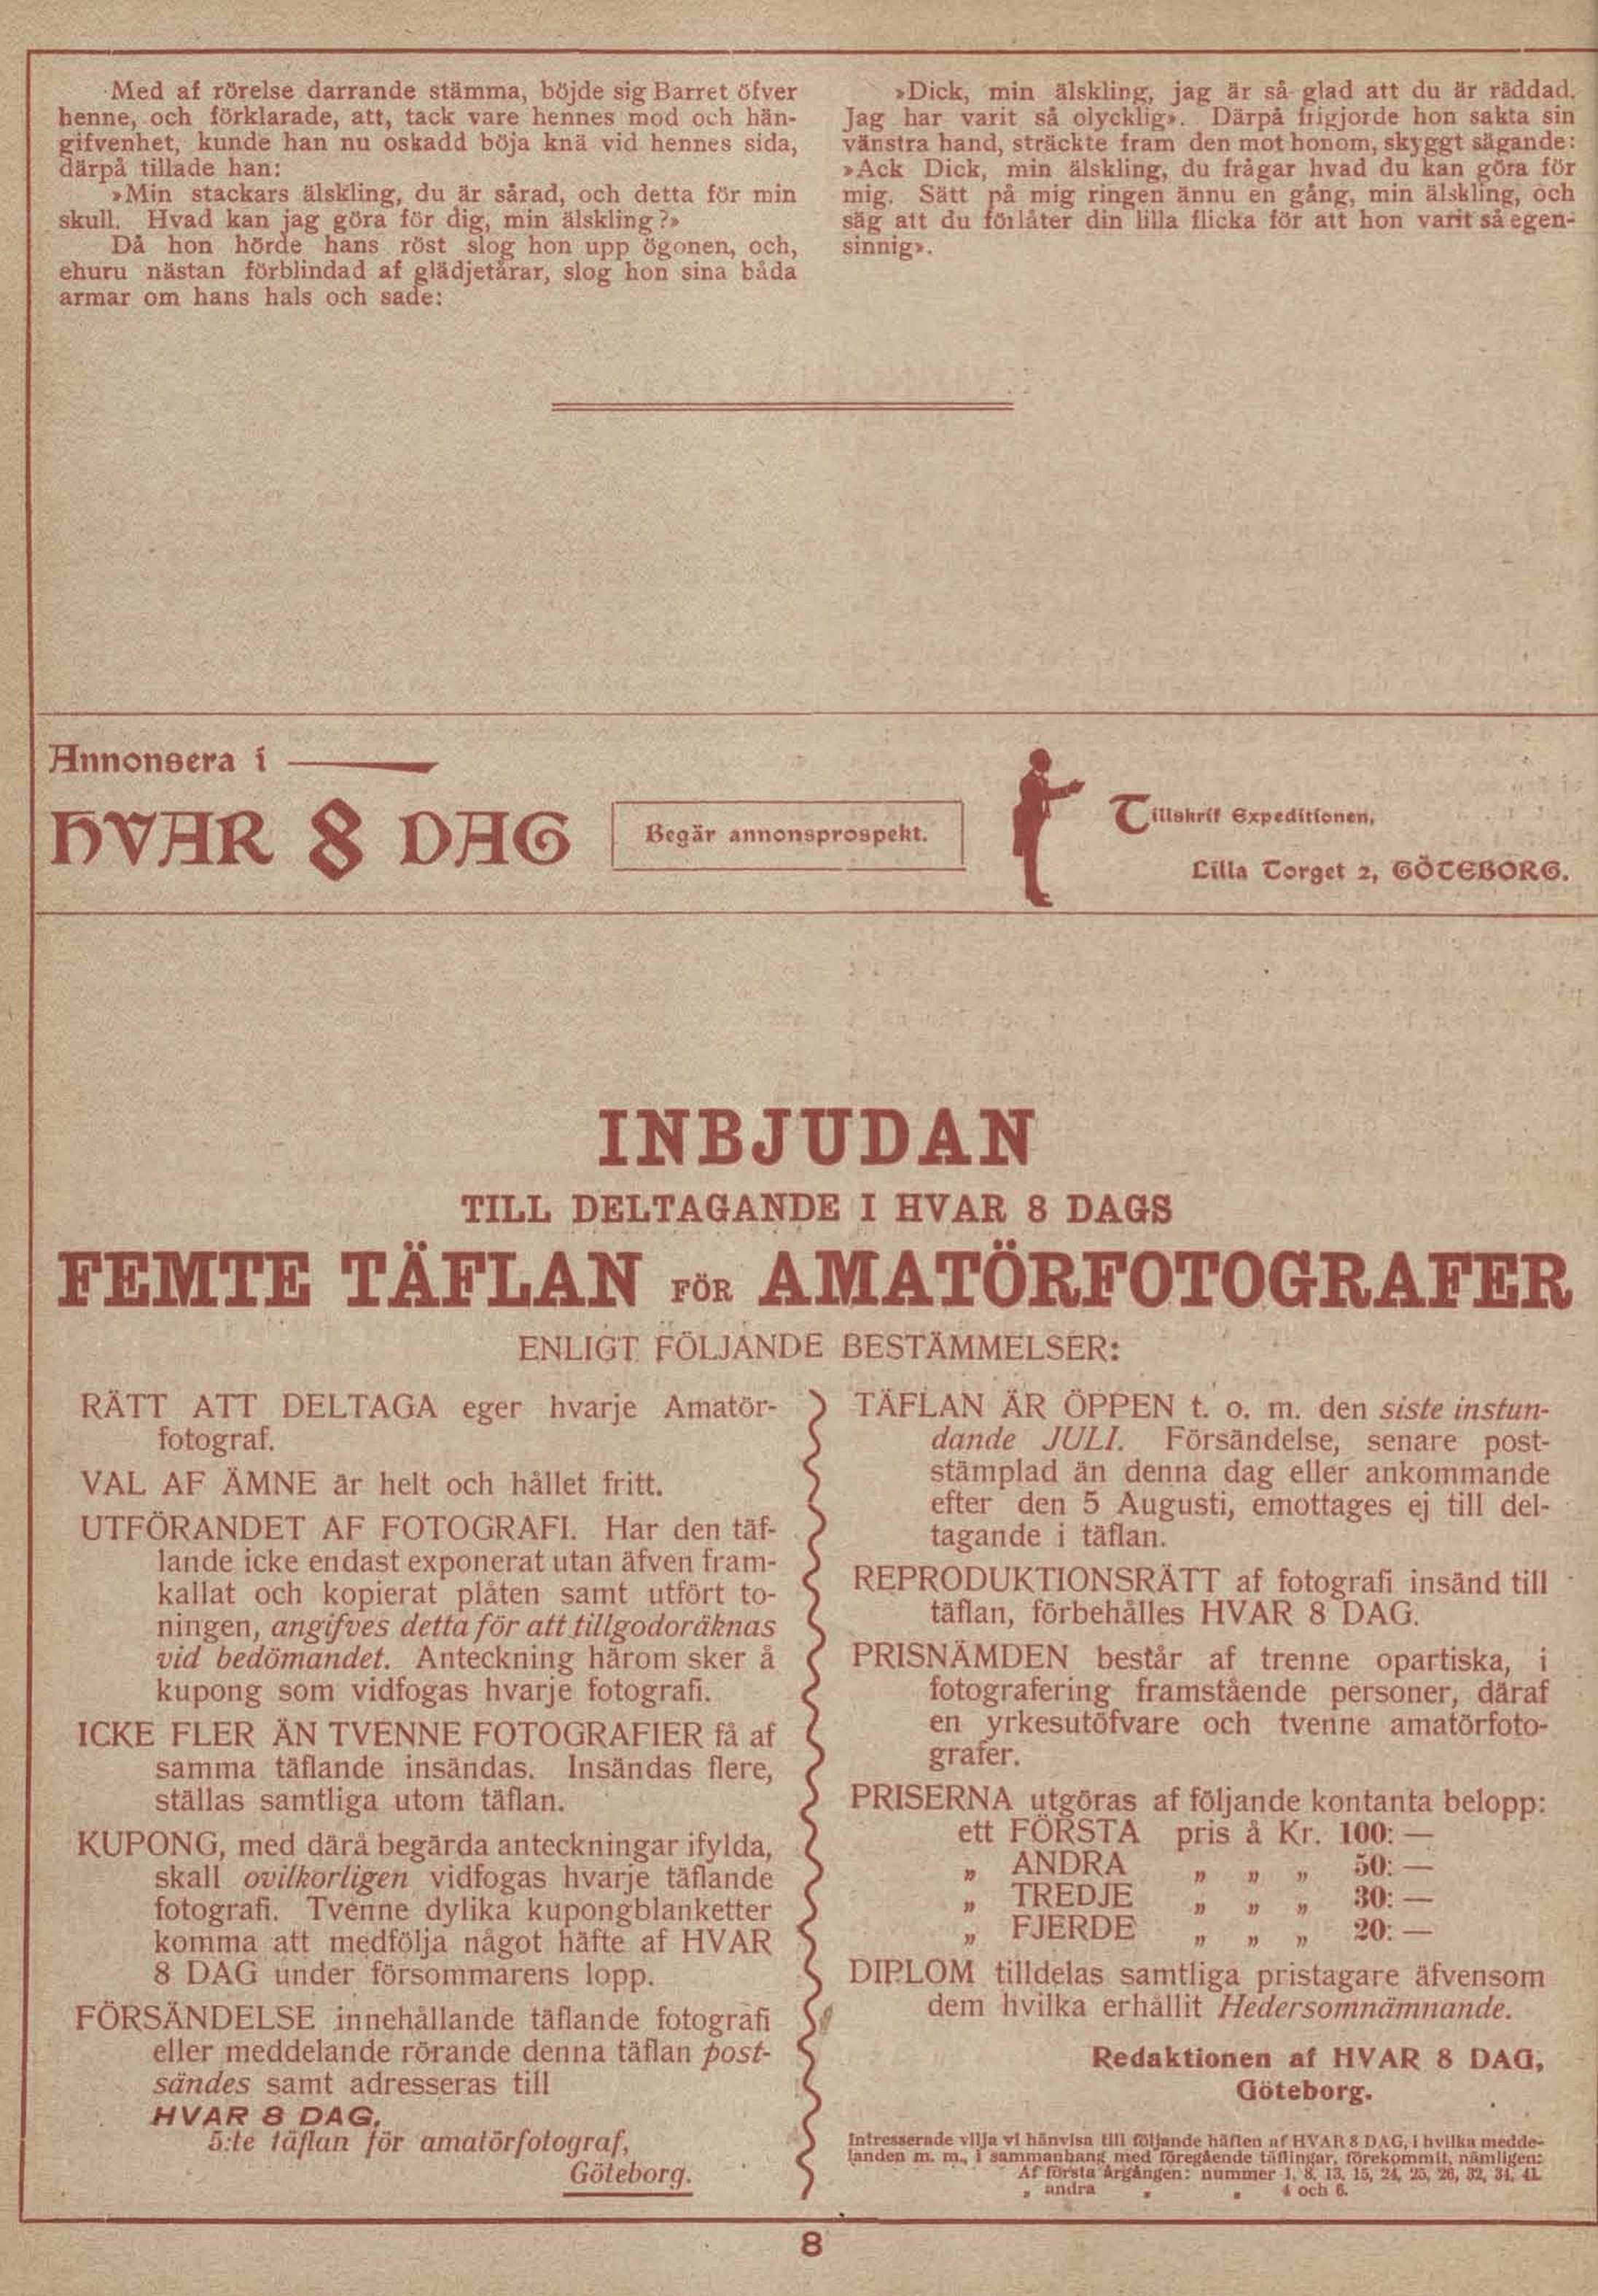 Med af rörelse darrande stämma, böjde sig Barret öfver
henne, och förklarade, att, tack vare hennes mod och hän-
gifvenhet, kunde han nu oskadd böja knä vid hennes sida,
därpå tillade han:
»Min stackars älskling, du är sårad, och detta för min
skull. Hvad kan jag göra för dig, min älskling?»
Då hon hörde hans röst slog hon upp ögonen, och,
ehuru nästan förblindad af glädjetårar, slog hon sina båda
armar om hans hals och sade:
»Dick, min älskling, jag är så glad att du är räddad.
Jag har varit så olycklig». Därpå frigjorde hon sakta sin
vänstra hand, sträckte fram den mot honom, skyggt sägande:
»Ack Dick, min älskling, du frågar hvad du kan göra för
mig. Sätt på mig ringen ännu en gång, min älskling, och
säg att du förlåter din lilla flicka för att hon varit så egen-
sinnig».
Annonsera i
HVAR 8 DAG
Begär annonsprospekt.
Tillskrif Expeditionen,
Lilla Torget 2, GÖTEBORG.
INBJUDAN
TILL DELTAGANDE I HVAR 8 DAGS
FEMTE TÄFLAN FÖR AMATÖRFOTOGRAFER
ENLIGT FÖLJANDE BESTÄMMELSER:
RÄTT ATT DELTAGA eger hvarje Amatör-
fotograf.
VAL AF ÄMNE är helt och hållet fritt.
UTFÖRANDET AF FOTOGRAFI. Har den täf-
lande icke endast exponerat utan äfven fram-
kallat och kopierat plåten samt utfört to-
ningen, angifves detta för att tillgodoräknas
vid bedömandet. Anteckning härom sker å
kupong som vidfogas hvarje fotografi.
ICKE FLER ÄN TVENNE FOTOGRAFIER få af
samma täflande insändas. Insändas flere,
ställas samtliga utom täflan.
KUPONG, med därå begärda anteckningar ifylda,
skall ovilkorligen vidfogas hvarje täflande
fotografi. Tvenne dylika kupongblanketter
komma att medfölja något häfte af HVAR
8 DAG under försommarens lopp.
FÖRSÄNDELSE innehållande täflande fotografi
eller meddelande rörande denna täflan post-
sändes samt adresseras till
HVAR 8 DAG,
5:te täflan för amatörfotograf,
Göteborg.
TÄFLAN ÄR ÖPPEN t. o. m. den siste instun-
dande JULI. Försändelse, senare post-
stämplad än denna dag eller ankommande
efter den 5 Augusti, emottages ej till del-
tagande i täflan.
REPRODUKTIONSRÄTT af fotografi insänd till
täflan, förbehålles HVAR 8 DAG.
PRISNÄMDEN består af trenne opartiska, i
fotografering framstående personer, däraf
en yrkesutöfvare och tvenne amatörfoto-
grafer.
PRISERNA utgöras af följande kontanta belopp:
ett FÖRSTA pris å Kr. 100: —
„ ANDRA „ „ „ 50: —
„ TREDJE „ „ „ 30: —
„ FJERDE „ „ „ 20: —
DIPLOM tilldelas samtliga pristagare äfvensom
dem hvilka erhållit Hedersomnämnande.
Redaktionen af HVAR 8 DAG,
Göteborg.
Intresserade vilja vi hänvisa till följande häften af HVAR 8 DAG, i hvilka medde-
landen m. m., i sammanhang med föregående täflingar, förekommit, nämligen:
Af första årgången: nummer 1, 8, 13, 15, 24, 25, 26, 32, 34, 41.
„ andra „ „ 4 och 6.
8